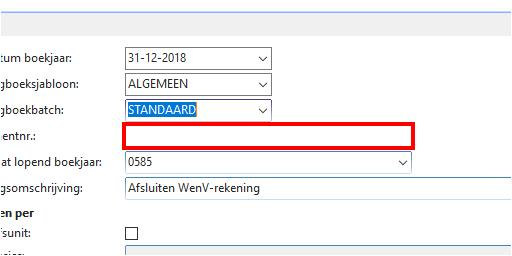 tum boekjaar: 31-12-2018
gboeksjabloon: ALGEMEEN
gboekbatch: STANDAARD
nentnr.:
at lopend boekjaar: 0585
gsomschrijving: Afsluiten WenV-rekening
en per
fsunit: